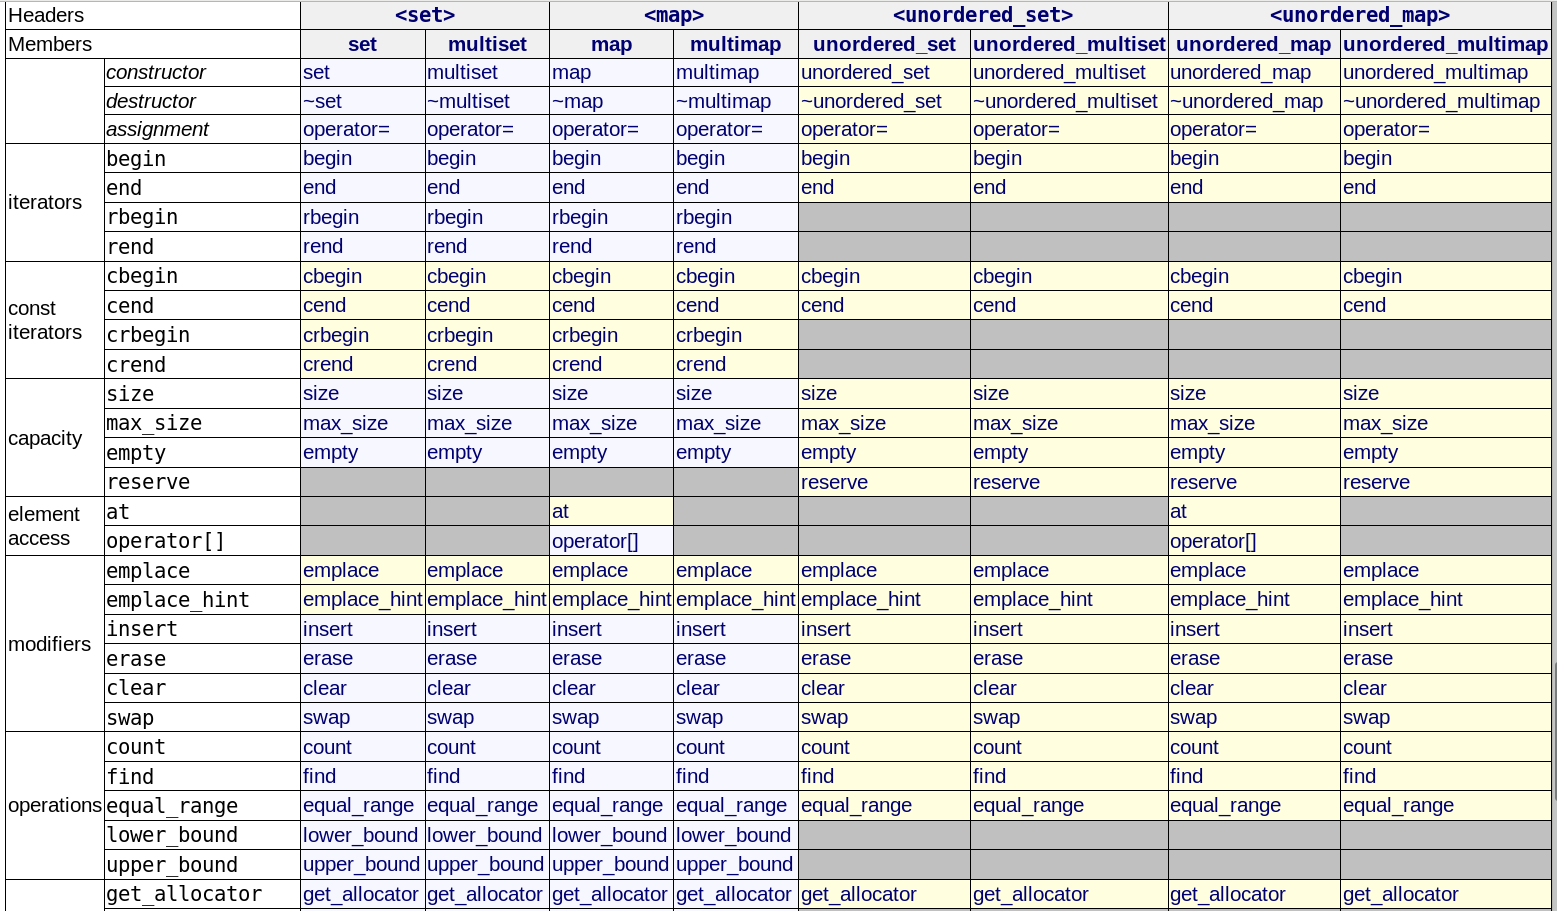 Headers <set> <map> <unordered_set> <unordered_map>
Members set multiset map multimap unordered_set unordered_multiset unordered_map unordered_multimap
constructor set multiset map multimap unordered_set unordered_multiset unordered_map unordered_multimap
destructor ~set ~multiset ~map ~multimap ~unordered_set ~unordered_multiset ~unordered_map ~unordered_multimap
assignment operator= operator= operator= operator= operator= operator= operator= operator=
iterators
begin begin begin begin begin begin begin begin begin
end end end end end end end end end
rbegin rbegin rbegin rbegin rbegin
rend rend rend rend rend
const
iterators
cbegin cbegin cbegin cbegin cbegin cbegin cbegin cbegin cbegin
cend cend cend cend cend cend cend cend cend
crbegin crbegin crbegin crbegin crbegin
crend crend crend crend crend
capacity
size size size size size size size size size
max_size max_size max_size max_size max_size max_size max_size max_size max_size
empty empty empty empty empty empty empty empty empty
reserve reserve reserve reserve reserve
element
access
at at at
operator[] operator[] operator[]
modifiers
emplace emplace emplace emplace emplace emplace emplace emplace emplace
emplace_hint emplace_hint emplace_hint emplace_hint emplace_hint emplace_hint emplace_hint emplace_hint emplace_hint
insert insert insert insert insert insert insert insert insert
erase erase erase erase erase erase erase erase erase
clear clear clear clear clear clear clear clear clear
swap swap swap swap swap swap swap swap swap
operations
count count count count count count count count count
find find find find find find find find find
equal_range equal_range equal_range equal_range equal_range equal_range equal_range equal_range equal_range
lower_bound lower_bound lower_bound lower_bound lower_bound
upper_bound upper_bound upper_bound upper_bound upper_bound
get_allocator get_allocator get_allocator get_allocator get_allocator get_allocator get_allocator get_allocator get_allocator